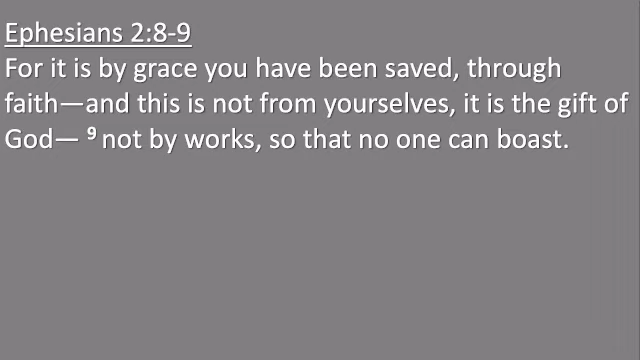 Ephesians 2:8-9
For it is by grace you have been saved, through
faith—and this is not from yourselves, it is the gift of
God— 9 not by works, so that no one can boast.